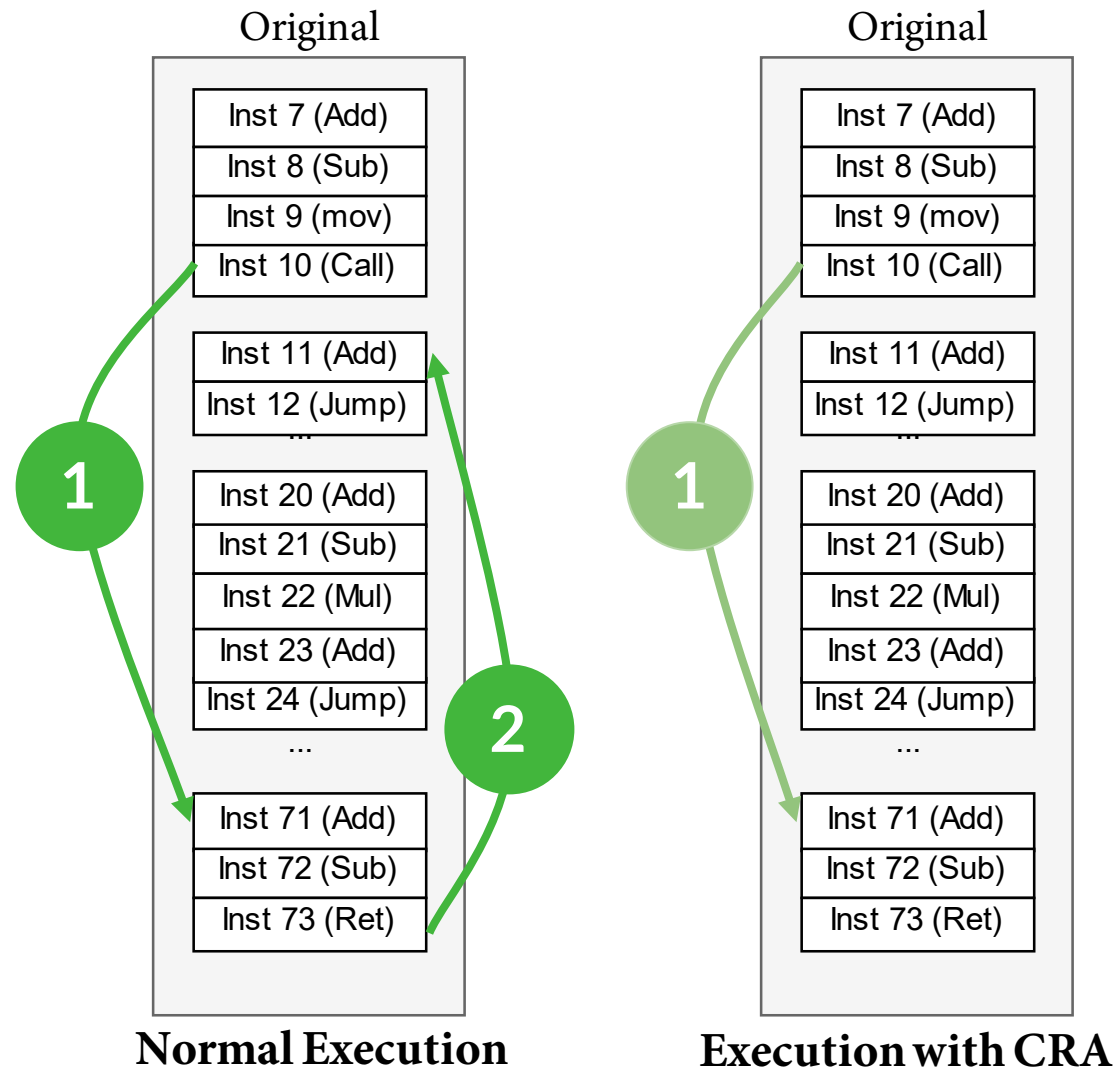 Original
Inst 7 (Add)
Inst 8 (Sub)
Inst 9 (mov)
Inst 10 (Call)
Inst 11 (Add)
Inst 12 (Jump)
...
1
Inst 20 (Add)
Inst 21 (Sub)
Inst 22 (Mul)
Inst 23 (Add)
Inst 24 (Jump)
2
...
Inst 71 (Add)
Inst 72 (Sub)
Inst 73 (Ret)
Normal Execution
Original
Inst 7 (Add)
Inst 8 (Sub)
Inst 9 (mov)
Inst 10 (Call)
Inst 11 (Add)
Inst 12 (Jump)
...
1
Inst 20 (Add)
Inst 21 (Sub)
Inst 22 (Mul)
Inst 23 (Add)
Inst 24 (Jump)
...
Inst 71 (Add)
Inst 72 (Sub)
Inst 73 (Ret)
Execution with CRA